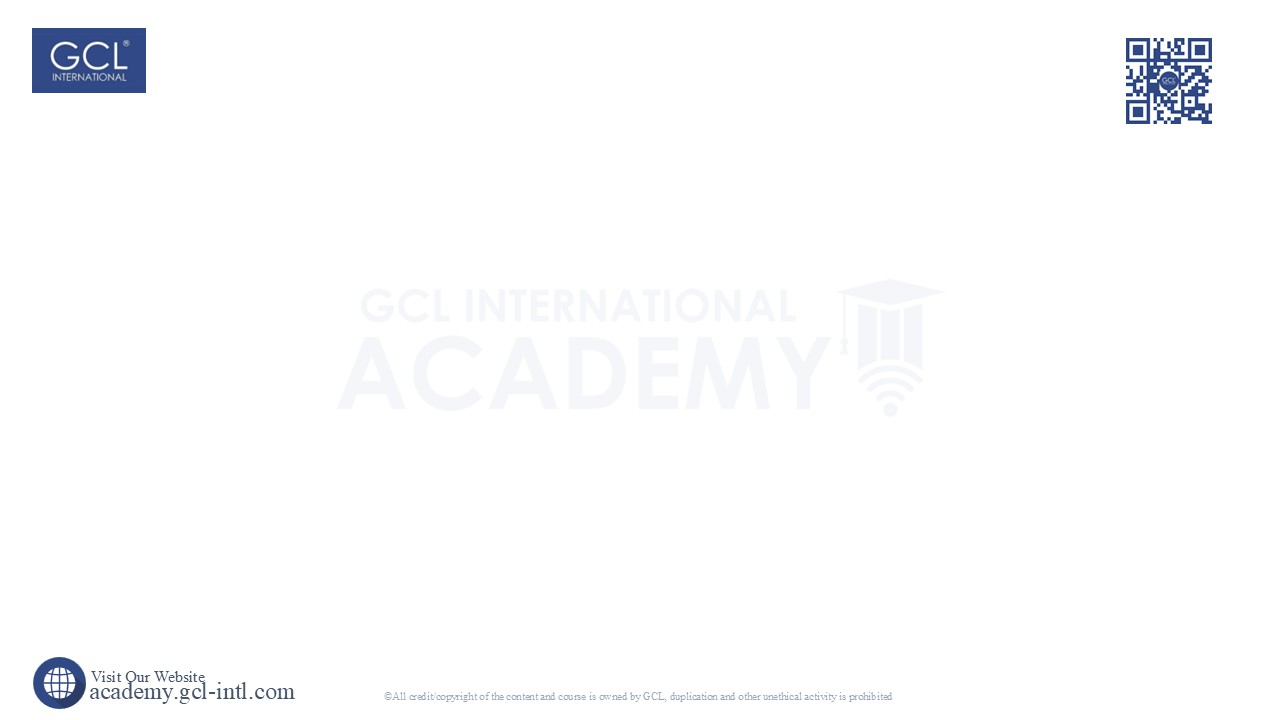 GCL®
INTERNATIONAL
GCL
GCL INTERNATIONAL
ACADEMY
Visit Our Website
academy.gcl-intl.com
©All credit/copyright of the content and course is owned by GCL, duplication and other unethical activity is prohibited